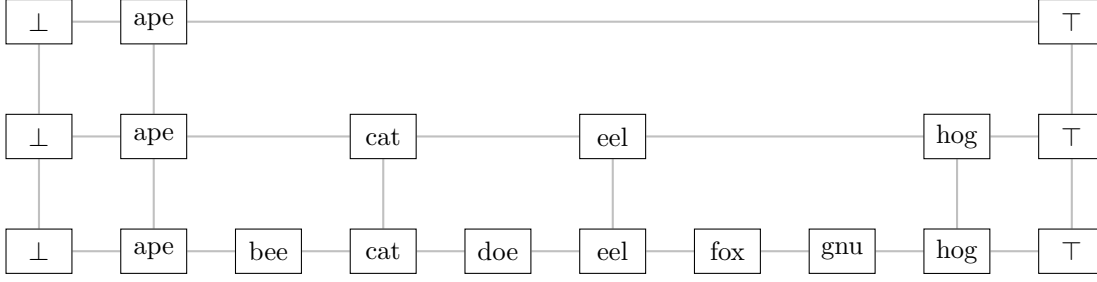 ⊥ ape ⊤
⊥ ape cat eel hog ⊤
⊥ ape bee cat doe eel fox gnu hog ⊤